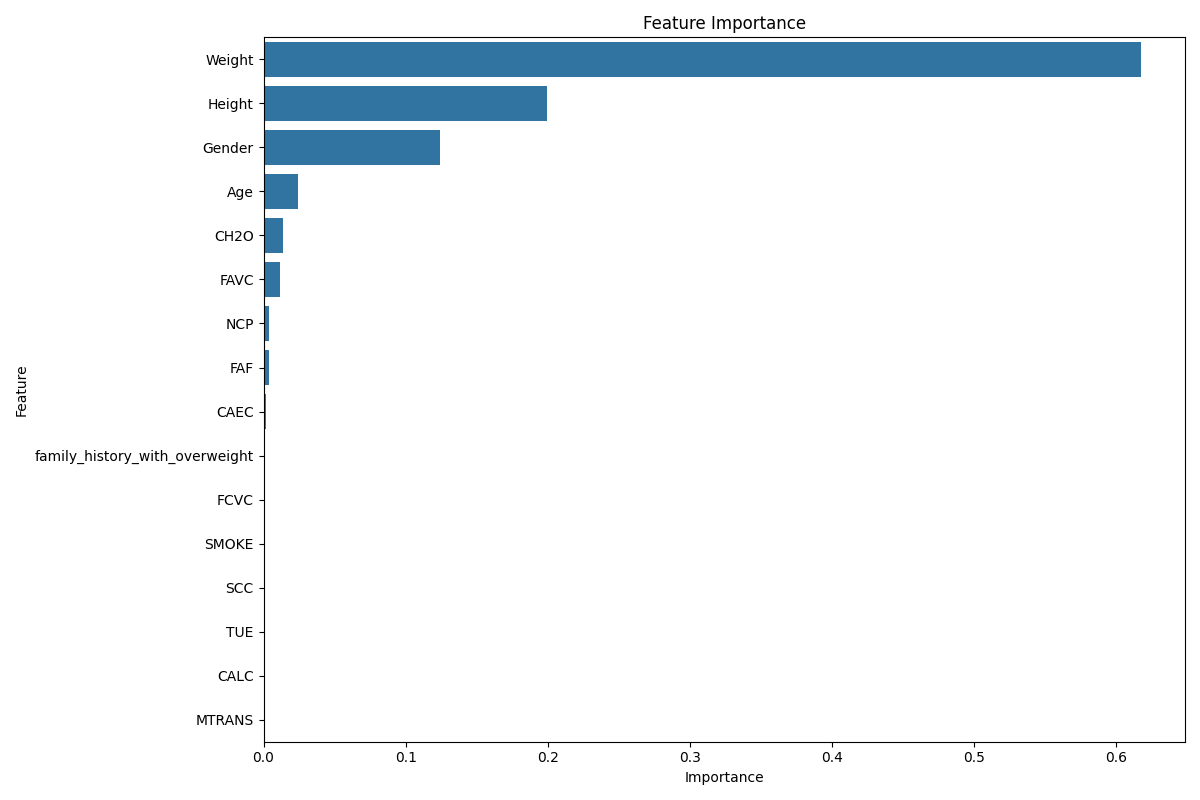 Feature Importance
Feature
Weight
Height
Gender
Age
CH2O
FAVC
NCP
FAF
CAEC
family_history_with_overweight
FCVC
SMOKE
SCC
TUE
CALC
MTRANS
0.0 0.1 0.2 0.3 0.4 0.5 0.6
Importance